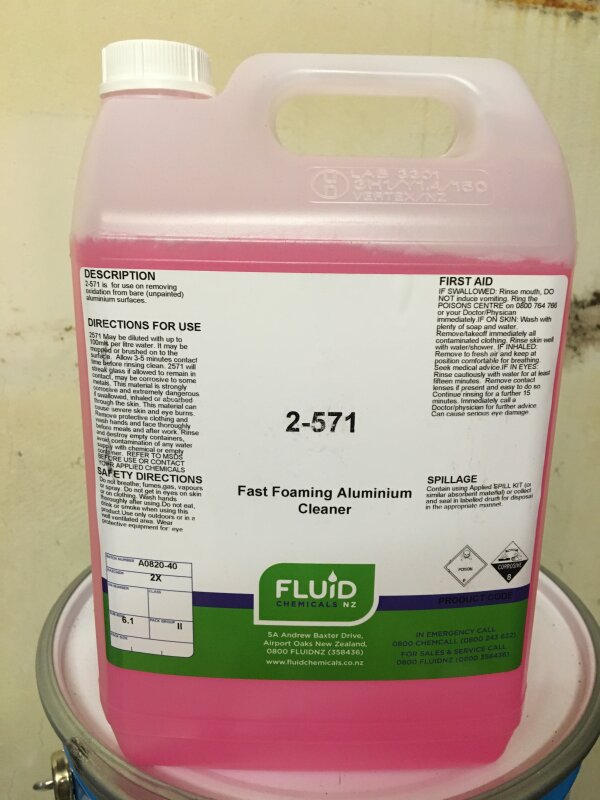 LAB 3301
3H1/Y1.4/150
VERTEX/NZ
DESCRIPTION
2-571 is for use on removing
oxidation from bare (unpainted)
aluminium surfaces.
DIRECTIONS FOR USE
2571 May be diluted with up to
100mls per litre water. It may be
mopped or brushed on to the
surface. Allow 3-5 minutes contact
time before rinsing clean. 2571 will
streak glass if allowed to remain in
contact, may be corrosive to some
metals. This material is strongly
corrosive and extremely dangerous
if swallowed, inhaled or absorbed
through the skin. This material can
cause severe skin and eye burns.
Remove protective clothing and
wash hands and face thoroughly
before meals and after work. Rinse
and destroy empty containers,
avoid contamination of any water
supply with chemical or empty
container. REFER TO MSDS
BEFORE USE OR CONTACT
YOUR APPLIED CHEMICALS
SAFETY DIRECTIONS
Do not breathe; fumes,gas, vapours
or spray. Do not get in eyes on skin
or on clothing. Wash hands
thoroughly after using.Do not eat,
drink or smoke when using this
product.Use only outdoors or in a
well ventilated area. Wear
protective equipment for eye
FIRST AID
IF SWALLOWED: Rinse mouth, DO
NOT induce vomiting. Ring the
POISONS CENTRE on 0800 764 766
or your Doctor/Physican
immediately.IF ON SKIN: Wash with
plenty of soap and water.
Remove/takeoff immediately all
contaminated clothing. Rinse skin well
with water/shower. IF INHALED:
Remove to fresh air and keep at
position comfortable for breathing.
Seek medical advice.IF IN EYES:
Rinse cautiously with water for at least
fifteen minutes. Remove contact
lenses if present and easy to do so.
Continue rinsing for a further 15
minutes. Immediately call a
Doctor/physician for further advice.
Can cause serious eye damage.
2-571
Fast Foaming Aluminium
Cleaner
SPILLAGE
Contain using Applied SPILL KIT (or
similar absorbent material) or collect
and seal in labelled drum for disposal
in the appropriate manner.
POISON
CORROSIVE
8
BATCH NUMBER
A0820-40
2X
CLASS
6.1
PACK GROUP
II
PACK SIZE
FLUID
CHEMICALS NZ
PRODUCT CODE
5A Andrew Baxter Drive,
Airport Oaks New Zealand,
0800 FLUIDNZ (358436)
www.fluidchemicals.co.nz
IN EMERGENCY CALL
0800 CHEMCALL (0800 243 622)
FOR SALES & SERVICE CALL
0800 FLUIDNZ (0800 358436)